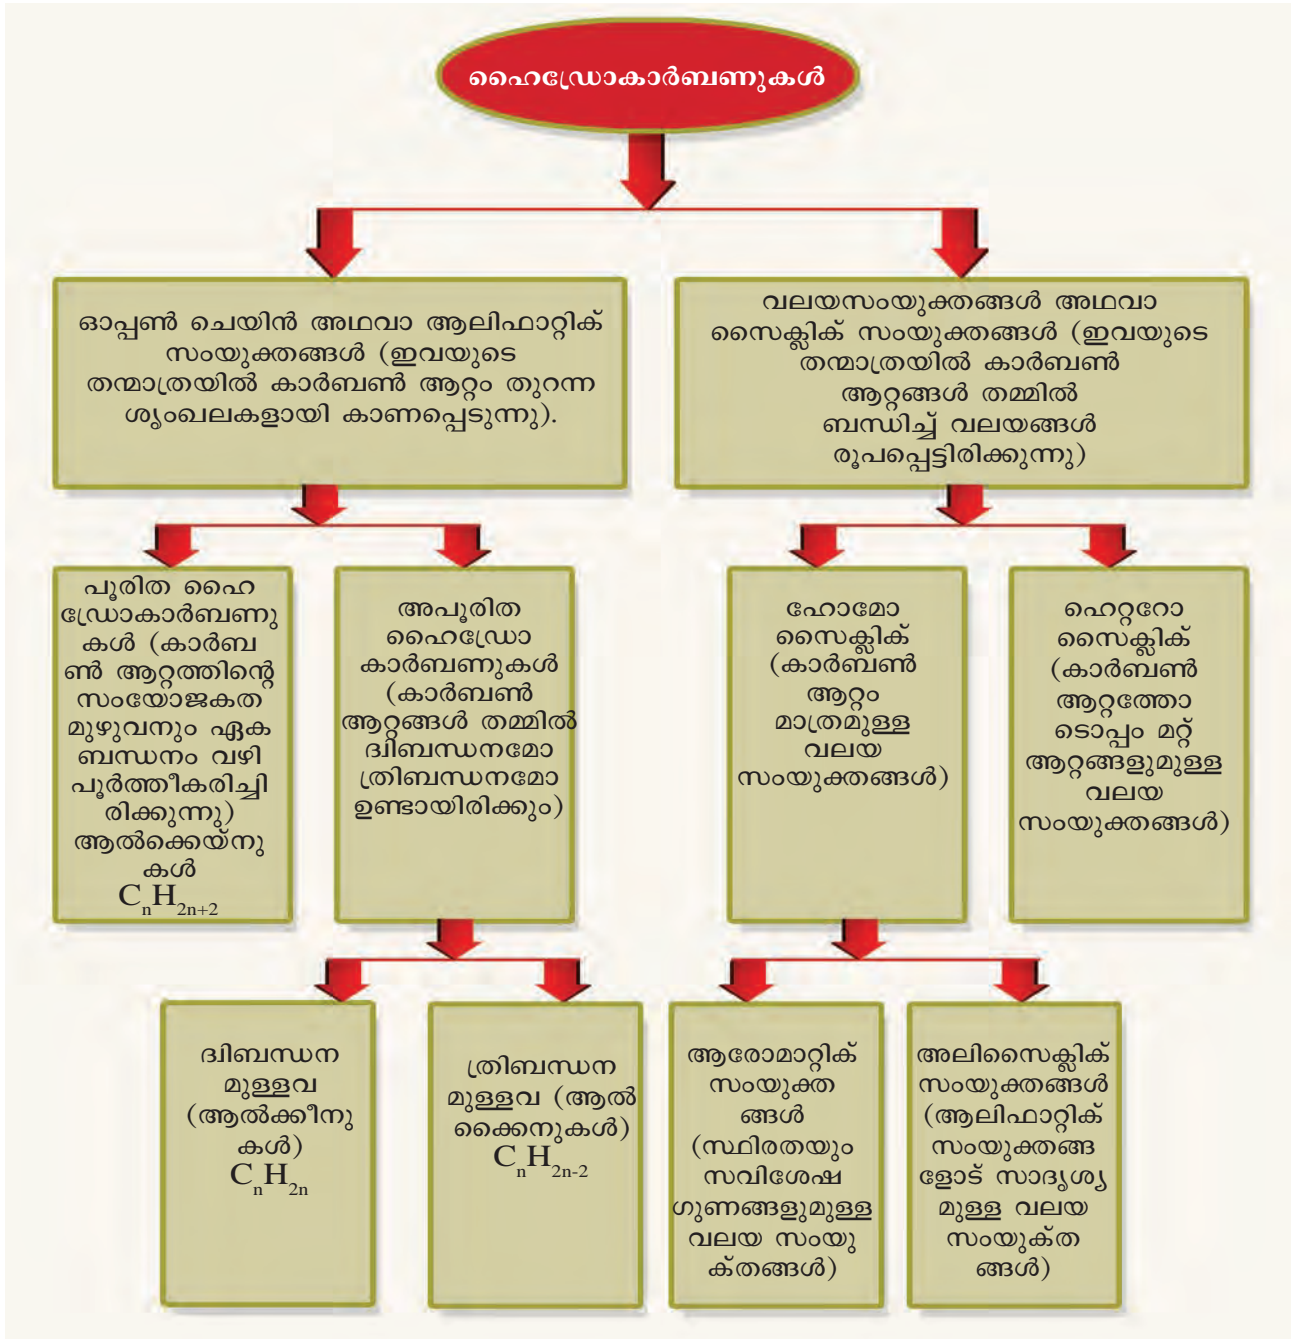 ഹൈഡ്രോകാർബണുകൾ
ഓപ്പൺ ചെയിൻ അഥവാ ആലിഫാറ്റിക്
സംയുക്തങ്ങൾ (ഇവയുടെ
തന്മാത്രയിൽ കാർബൺ ആറ്റം തുറന്ന
ശൃംഖലകളായി കാണപ്പെടുന്നു).
വലയസംയുക്തങ്ങൾ അഥവാ
സൈക്ലിക് സംയുക്തങ്ങൾ (ഇവയുടെ
തന്മാത്രയിൽ കാർബൺ
ആറ്റങ്ങൾ തമ്മിൽ
ബന്ധിച്ച് വലയങ്ങൾ
രൂപപ്പെട്ടിരിക്കുന്നു)
പൂരിത ഹൈ
ഡ്രോകാർബണു
കൾ (കാർബ
ൺ ആറ്റത്തിന്റെ
സംയോജകത
മുഴുവനും ഏക
ബന്ധനം വഴി
പൂർത്തീകരിച്ചി
രിക്കുന്നു)
ആൽക്കെയ്നു
കൾ
CₙH₂ₙ₊₂
അപൂരിത
ഹൈഡ്രോ
കാർബണുകൾ
(കാർബൺ
ആറ്റങ്ങൾ തമ്മിൽ
ദ്വിബന്ധനമോ
ത്രിബന്ധനമോ
ഉണ്ടായിരിക്കും)
ഹോമോ
സൈക്ലിക്
(കാർബൺ
ആറ്റം
മാത്രമുള്ള
വലയ
സംയുക്തങ്ങൾ)
ഹെറ്ററോ
സൈക്ലിക്
(കാർബൺ
ആറ്റത്തോ
ടൊപ്പം മറ്റ്
ആറ്റങ്ങളുമുള്ള
വലയ
സംയുക്തങ്ങൾ)
ദ്വിബന്ധന
മുള്ളവ
(ആൽക്കീനു
കൾ)
CₙH₂ₙ
ത്രിബന്ധന
മുള്ളവ (ആൽ
ക്കൈനുകൾ)
CₙH₂ₙ₋₂
ആരോമാറ്റിക്
സംയുക്ത
ങ്ങൾ
(സ്ഥിരതയും
സവിശേഷ
ഗുണങ്ങളുമുള്ള
വലയ സംയു
ക്തങ്ങൾ)
അലിസൈക്ലിക്
സംയുക്തങ്ങൾ
(ആലിഫാറ്റിക്
സംയുക്തങ്ങ
ളോട് സാദൃശ്യ
മുള്ള വലയ
സംയുക്ത
ങ്ങൾ)